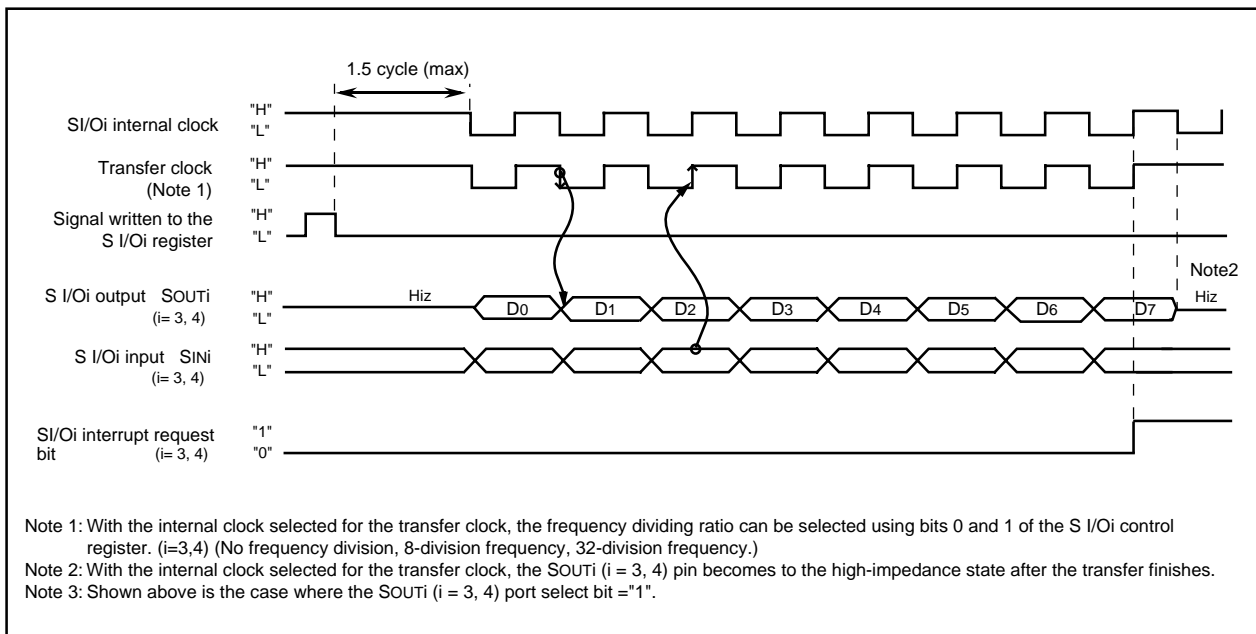 1.5 cycle (max)
SI/Oi internal clock "H" "L"
Transfer clock (Note 1) "H" "L"
Signal written to the S I/Oi register "H" "L"
S I/Oi output SOUTi (i= 3, 4) "H" "L" Hiz D0 D1 D2 D3 D4 D5 D6 D7 Hiz
Note2
S I/Oi input SINi (i= 3, 4) "H" "L"
SI/Oi interrupt request bit (i= 3, 4) "1" "0"
Note 1: With the internal clock selected for the transfer clock, the frequency dividing ratio can be selected using bits 0 and 1 of the S I/Oi control
register. (i=3,4) (No frequency division, 8-division frequency, 32-division frequency.)
Note 2: With the internal clock selected for the transfer clock, the SOUTi (i = 3, 4) pin becomes to the high-impedance state after the transfer finishes.
Note 3: Shown above is the case where the SOUTi (i = 3, 4) port select bit ="1".